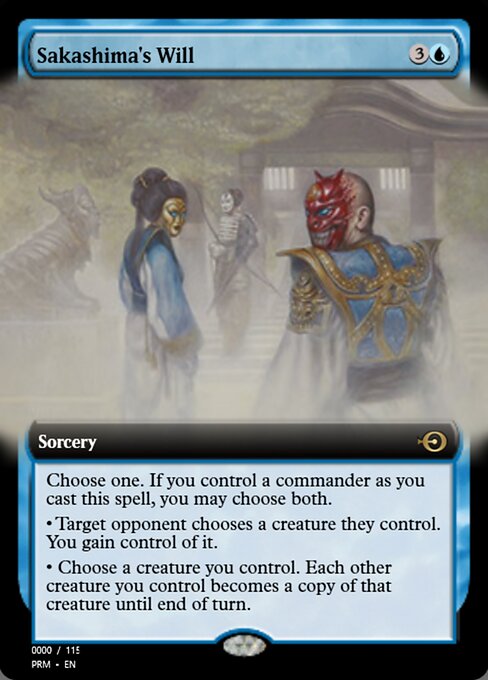 Sakashima's Will 3
Sorcery
Choose one. If you control a commander as you
cast this spell, you may choose both.
• Target opponent chooses a creature they control.
You gain control of it.
• Choose a creature you control. Each other
creature you control becomes a copy of that
creature until end of turn.
0000 / 115
PRM • EN